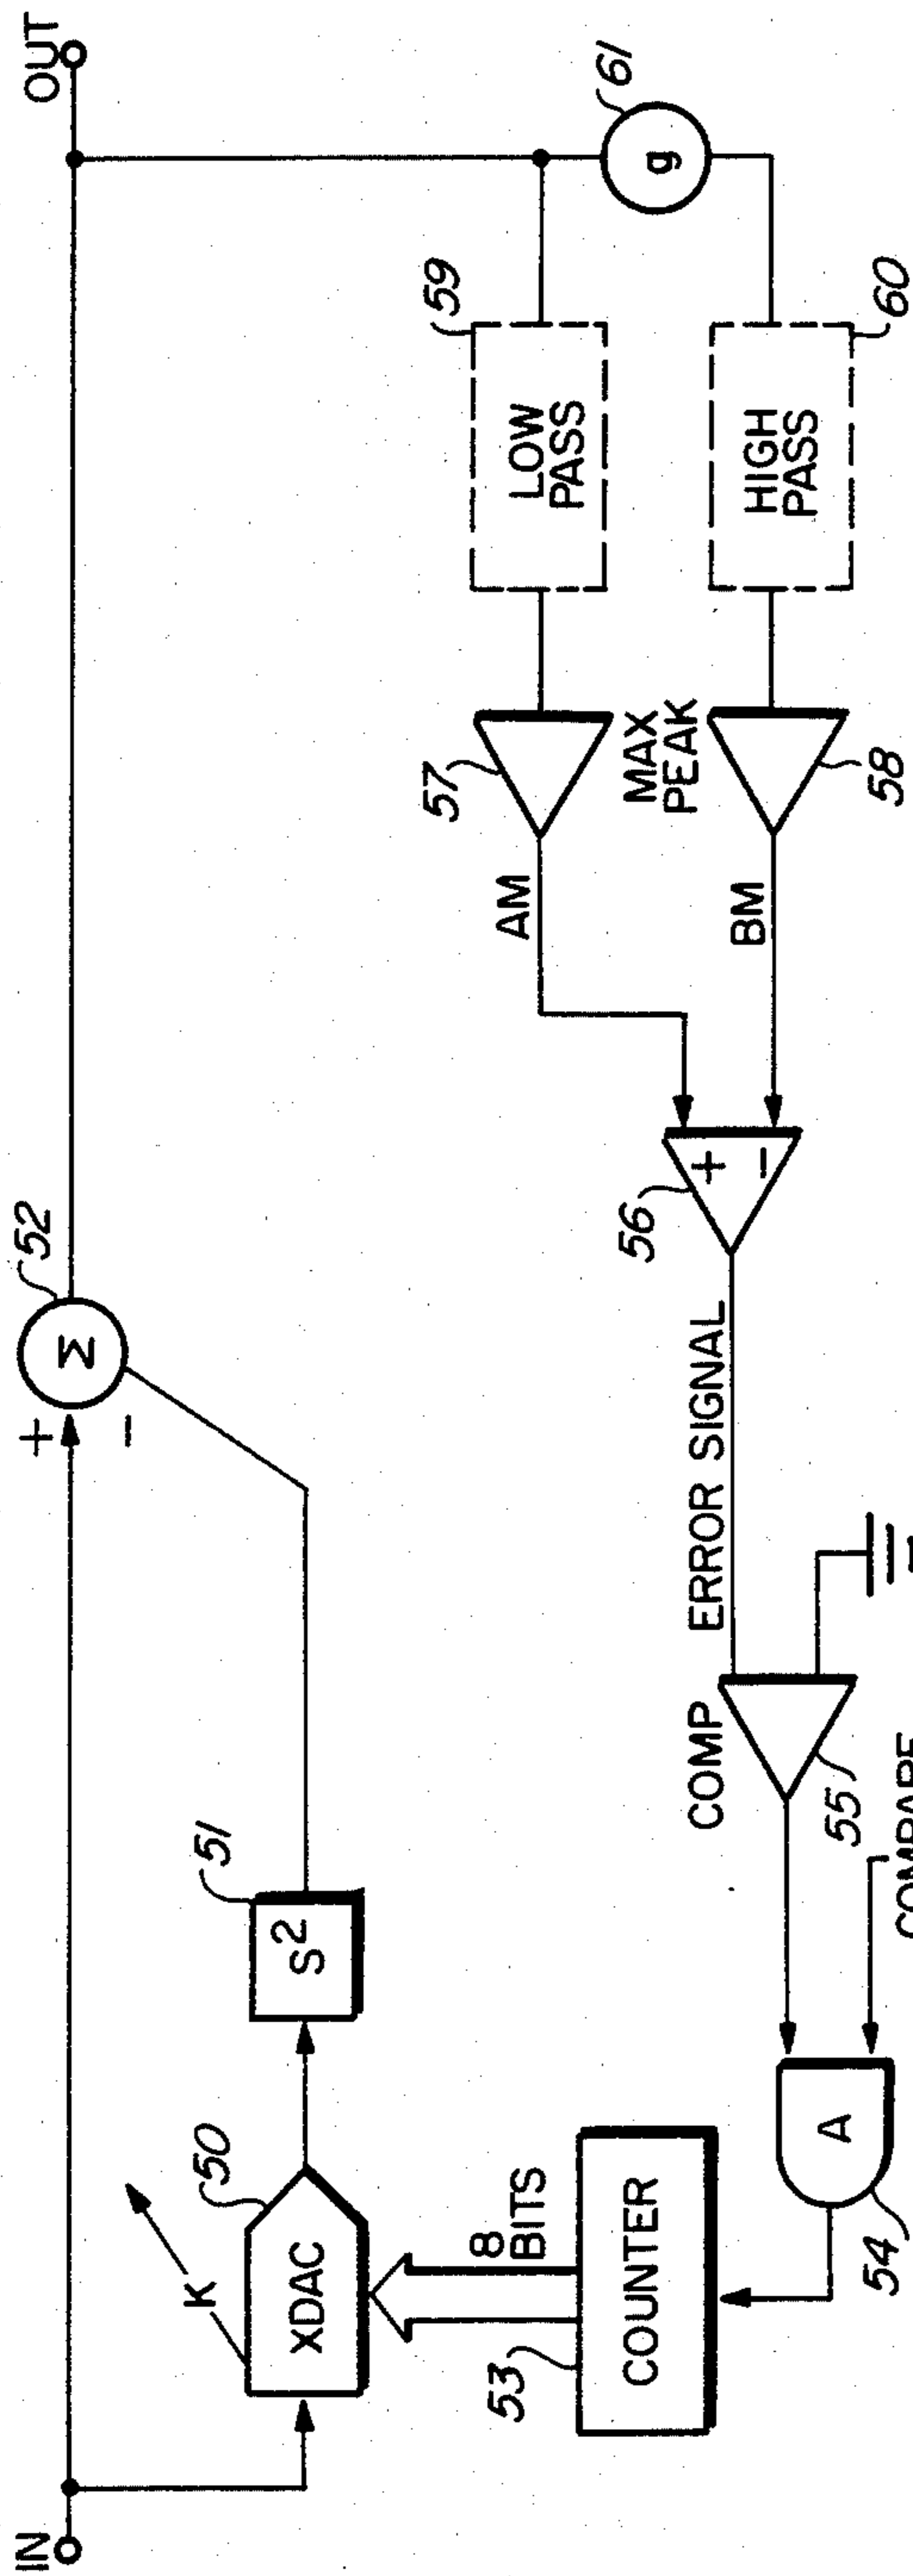 IN
OUT
+
−
Σ
52
K
XDAC
50
S²
51
8
BITS
COUNTER
53
A
54
COMPARE
COMP
55
ERROR SIGNAL
+
−
56
AM
BM
57
MAX
PEAK
58
LOW
PASS
59
HIGH
PASS
60
g
61